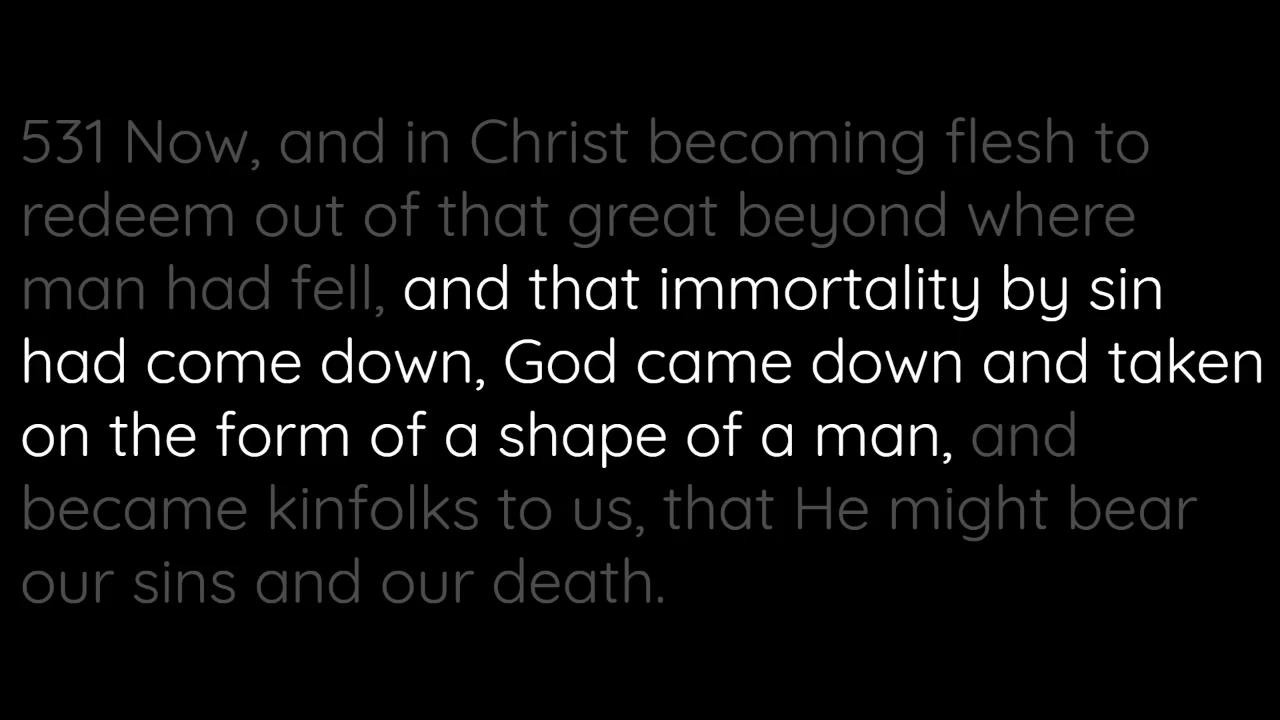 531 Now, and in Christ becoming flesh to
redeem out of that great beyond where
man had fell, and that immortality by sin
had come down, God came down and taken
on the form of a shape of a man, and
became kinfolks to us, that He might bear
our sins and our death.